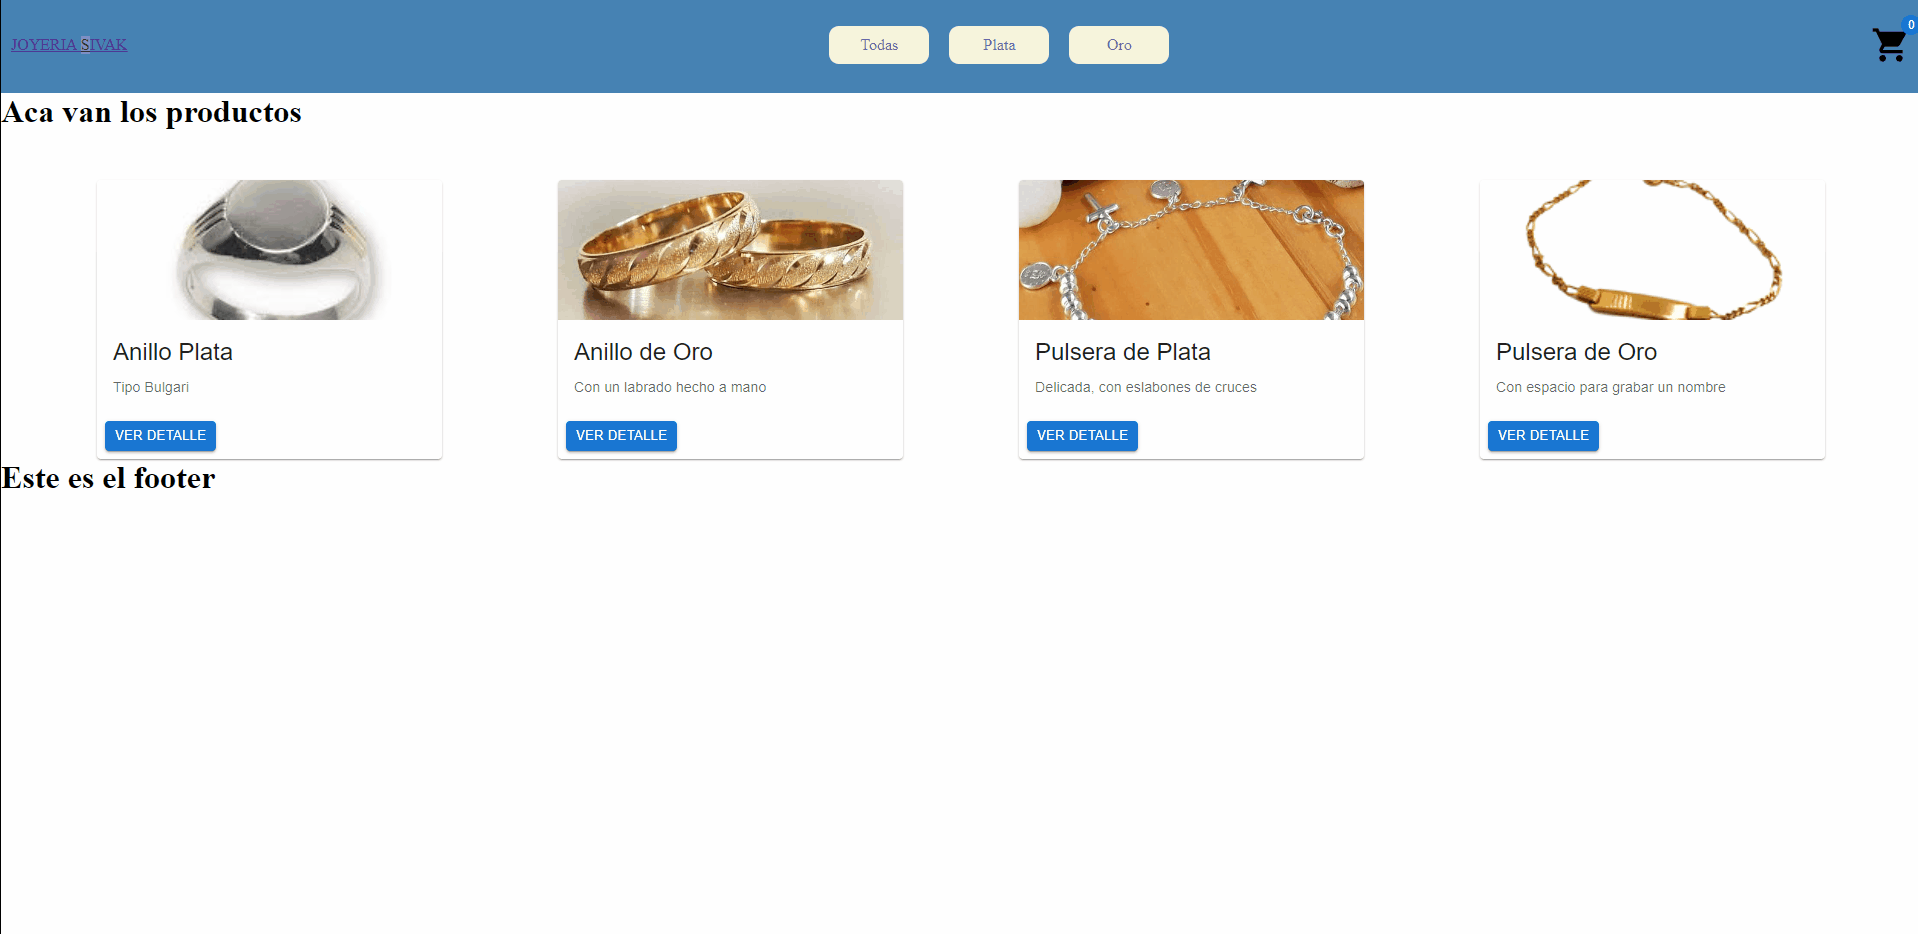 JOYERIA SIVAK
Todas
Plata
Oro
0
Aca van los productos
Anillo Plata
Tipo Bulgari
VER DETALLE
Anillo de Oro
Con un labrado hecho a mano
VER DETALLE
Pulsera de Plata
Delicada, con eslabones de cruces
VER DETALLE
Pulsera de Oro
Con espacio para grabar un nombre
VER DETALLE
Este es el footer